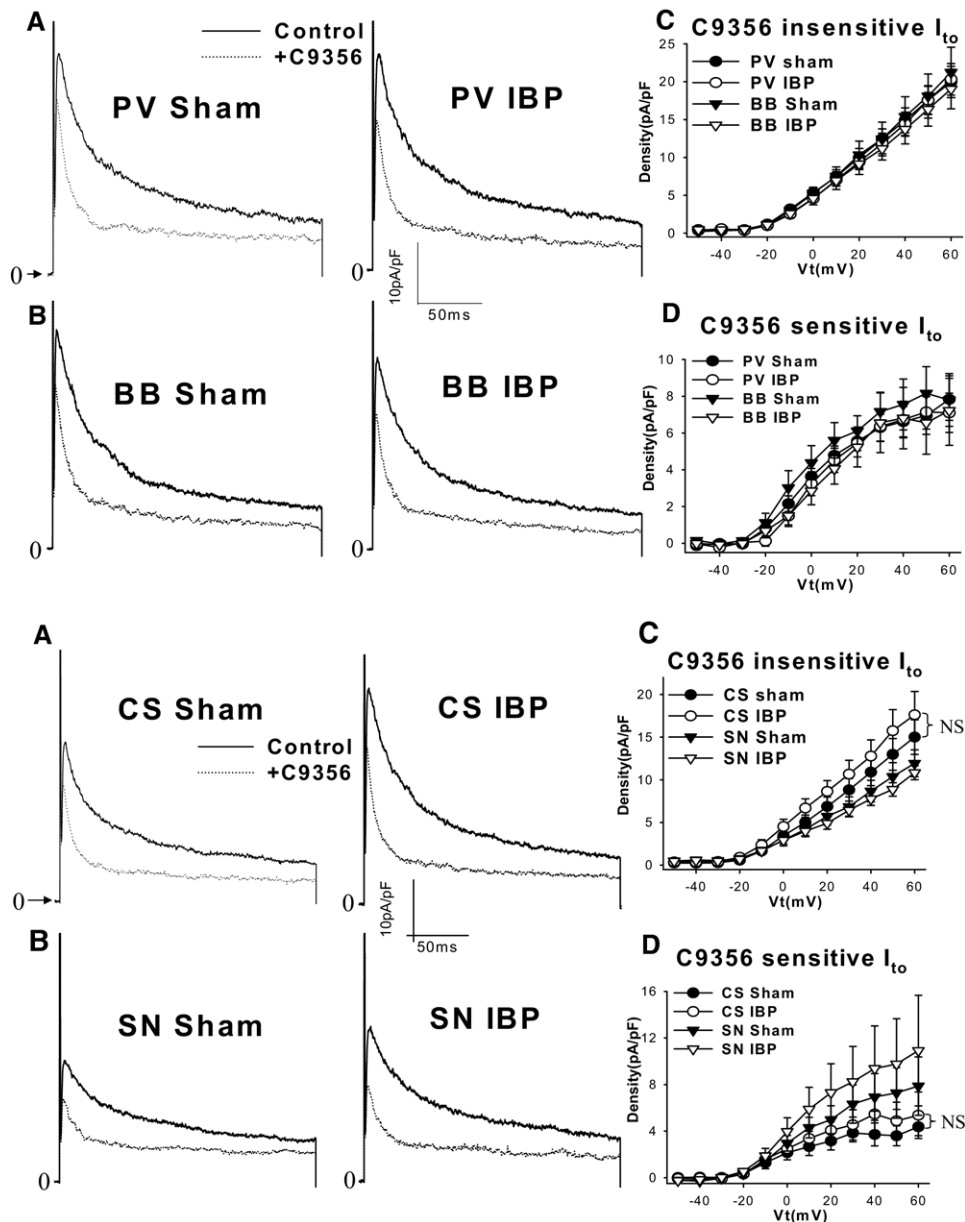 A
Control
+C9356
PV Sham
PV IBP
0
10pA/pF
50ms
B
BB Sham
BB IBP
0
0
C
C9356 insensitive Ito
PV sham
PV IBP
BB Sham
BB IBP
Density(pA/pF)
25
20
15
10
5
0
-40 -20 0 20 40 60
Vt(mV)
D
C9356 sensitive Ito
PV Sham
PV IBP
BB Sham
BB IBP
Density(pA/pF)
10
8
6
4
2
0
-40 -20 0 20 40 60
Vt(mV)
A
CS Sham
Control
+C9356
CS IBP
0
0
10pA/pF
50ms
B
SN Sham
SN IBP
0
0
C
C9356 insensitive Ito
CS sham
CS IBP
SN Sham
SN IBP
NS
Density(pA/pF)
20
15
10
5
0
-40 -20 0 20 40 60
Vt(mV)
D
C9356 sensitive Ito
CS Sham
CS IBP
SN Sham
SN IBP
NS
Density(pA/pF)
16
12
8
4
0
-40 -20 0 20 40 60
Vt(mV)